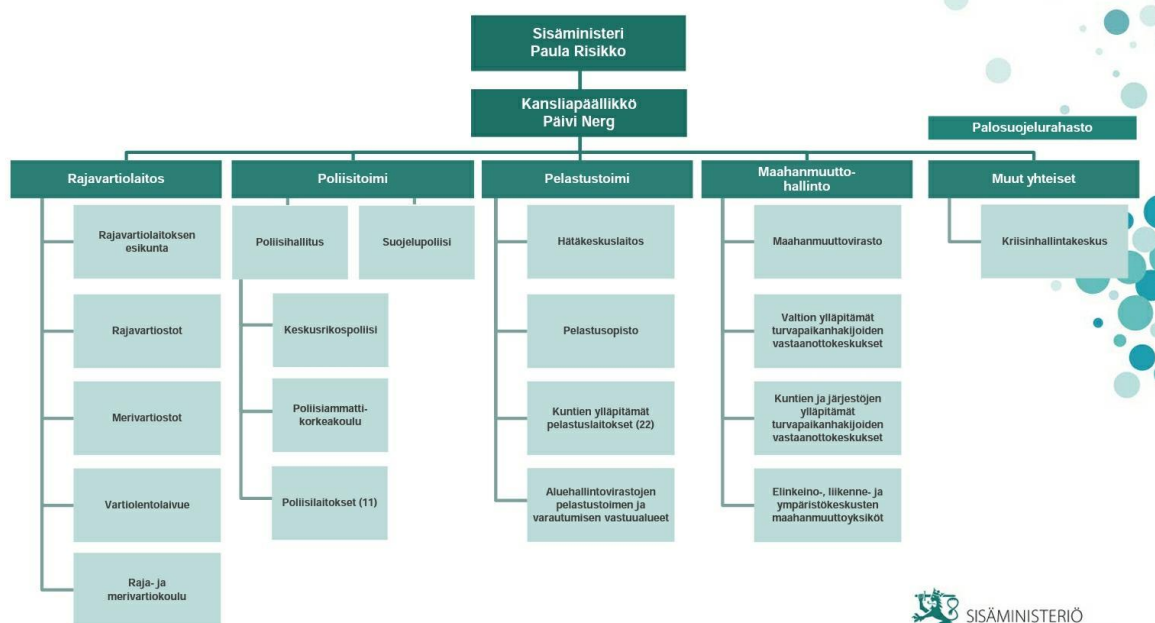 Sisäministeri
Paula Risikko
Kansliapäällikkö
Päivi Nerg
Palosuojelurahasto
Rajavartiolaitos
Poliisitoimi
Pelastustoimi
Maahanmuutto-
hallinto
Muut yhteiset
Rajavartiolaitoksen
esikunta
Rajavartiostot
Merivartiostot
Vartiolentolaivue
Raja- ja
merivartiokoulu
Poliisihallitus
Suojelupoliisi
Keskusrikospoliisi
Poliisiammatti-
korkeakoulu
Poliisilaitokset (11)
Hätäkeskuslaitos
Pelastusopisto
Kuntien ylläpitämät
pelastuslaitokset (22)
Aluehallintovirastojen
pelastustoimen ja
varautumisen vastuualueet
Maahanmuuttovirasto
Valtion ylläpitämät
turvapaikanhakijoiden
vastaanottokeskukset
Kuntien ja järjestöjen
ylläpitämät
turvapaikanhakijoiden
vastaanottokeskukset
Elinkeino-, liikenne- ja
ympäristökeskusten
maahanmuuttoyksiköt
Kriisinhallintakeskus
SISÄMINISTERIÖ